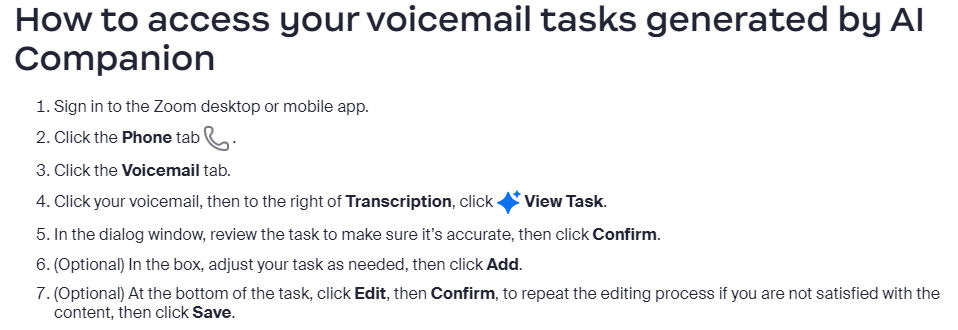 How to access your voicemail tasks generated by AI
Companion
1. Sign in to the Zoom desktop or mobile app.
2. Click the Phone tab .
3. Click the Voicemail tab.
4. Click your voicemail, then to the right of Transcription, click View Task.
5. In the dialog window, review the task to make sure it's accurate, then click Confirm.
6. (Optional) In the box, adjust your task as needed, then click Add.
7. (Optional) At the bottom of the task, click Edit, then Confirm, to repeat the editing process if you are not satisfied with the
content, then click Save.